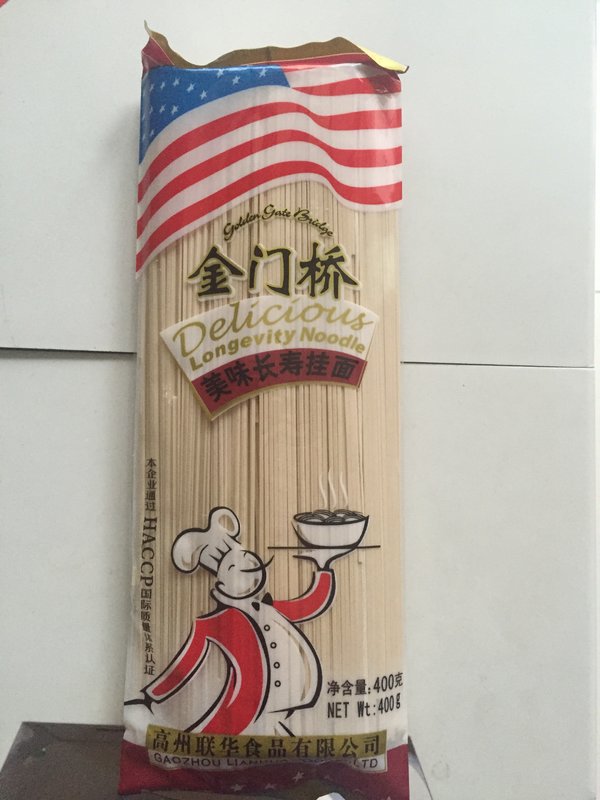 Golden Gate Bridge
金门桥
Delicious
Longevity Noodle
美味长寿挂面
本企业通过HACCP国际质量体系认证
净含量:400克
NET Wt:400g
高州联华食品有限公司
GAOZHOU LTD